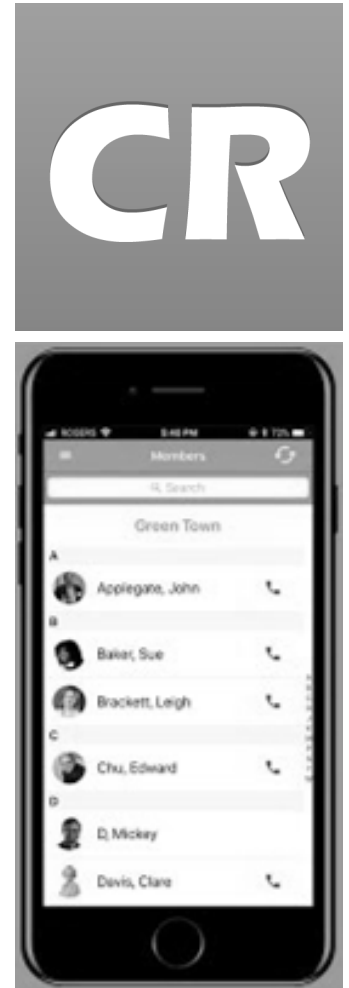 CR
ROGERS 5:46 PM 72%
Members
Search
Green Town
A
Applegate, John
B
Baker, Sue
Brackett, Leigh
C
Chu, Edward
D
D, Mickey
Davis, Clare